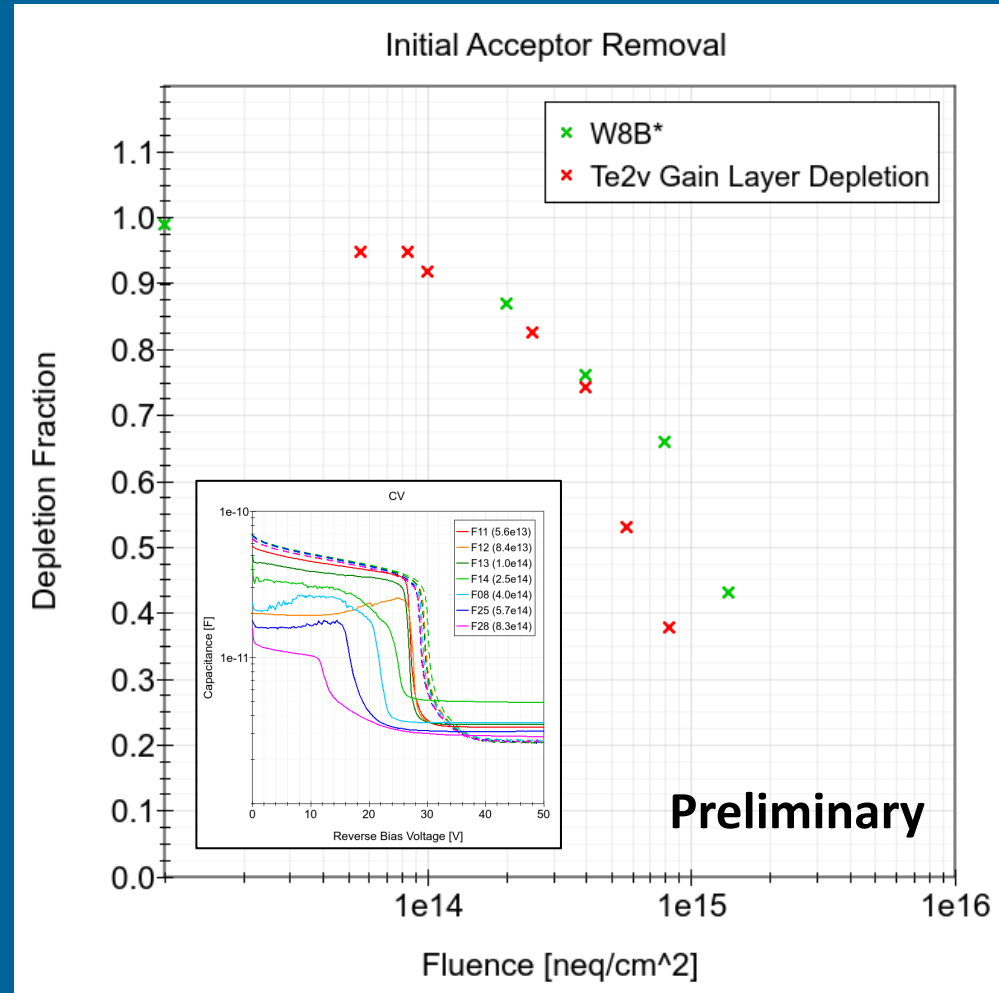 Initial Acceptor Removal
W8B*
Te2v Gain Layer Depletion
1.1
1.0
0.9
0.8
0.7
0.6
0.5
0.4
0.3
0.2
0.1
0.0
Depletion Fraction
CV
1e-10
1e-11
Capacitance [F]
F11 (5.6e13)
F12 (8.4e13)
F13 (1.0e14)
F14 (2.5e14)
F08 (4.0e14)
F25 (5.7e14)
F28 (8.3e14)
0 10 20 30 40 50
Reverse Bias Voltage [V]
Preliminary
1e14 1e15 1e16
Fluence [neq/cm^2]